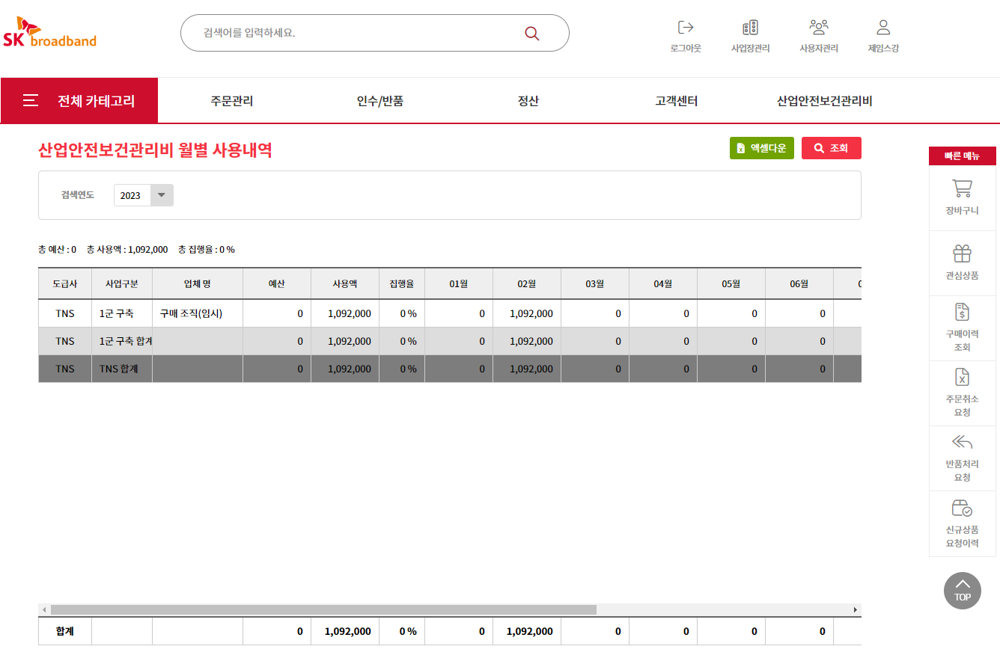 SK broadband
검색어를 입력하세요.
로그아웃 사업장관리 사용자관리 제임스강
전체 카테고리 주문관리 인수/반품 정산 고객센터 산업안전보건관리비
산업안전보건관리비 월별 사용내역 엑셀다운 조회
검색연도 2023
총 예산 : 0 총 사용액 : 1,092,000 총 집행율 : 0 %
도급사 사업구분 업체 명 예산 사용액 집행율 01월 02월 03월 04월 05월 06월
TNS 1군 구축 구매 조직(임시) 0 1,092,000 0 % 0 1,092,000 0 0 0 0
TNS 1군 구축 합계 0 1,092,000 0 % 0 1,092,000 0 0 0 0
TNS TNS 합계 0 1,092,000 0 % 0 1,092,000 0 0 0 0
합계 0 1,092,000 0 % 0 1,092,000 0 0 0 0
빠른 메뉴
장바구니
관심상품
구매이력
조회
주문취소
요청
반품처리
요청
신규상품
요청이력
TOP